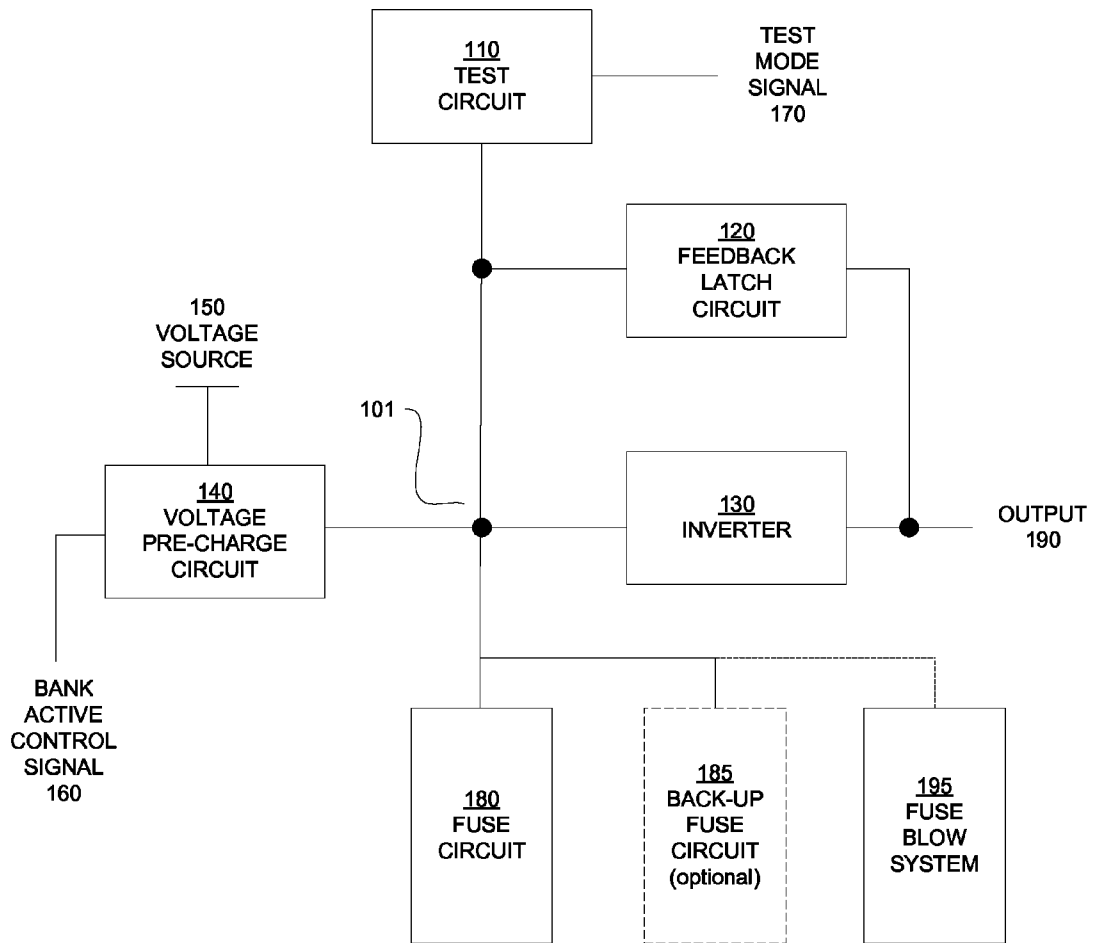 110
TEST
CIRCUIT
TEST
MODE
SIGNAL
170
120
FEEDBACK
LATCH
CIRCUIT
150
VOLTAGE
SOURCE
101
140
VOLTAGE
PRE-CHARGE
CIRCUIT
130
INVERTER
OUTPUT
190
BANK
ACTIVE
CONTROL
SIGNAL
160
180
FUSE
CIRCUIT
185
BACK-UP
FUSE
CIRCUIT
(optional)
195
FUSE
BLOW
SYSTEM